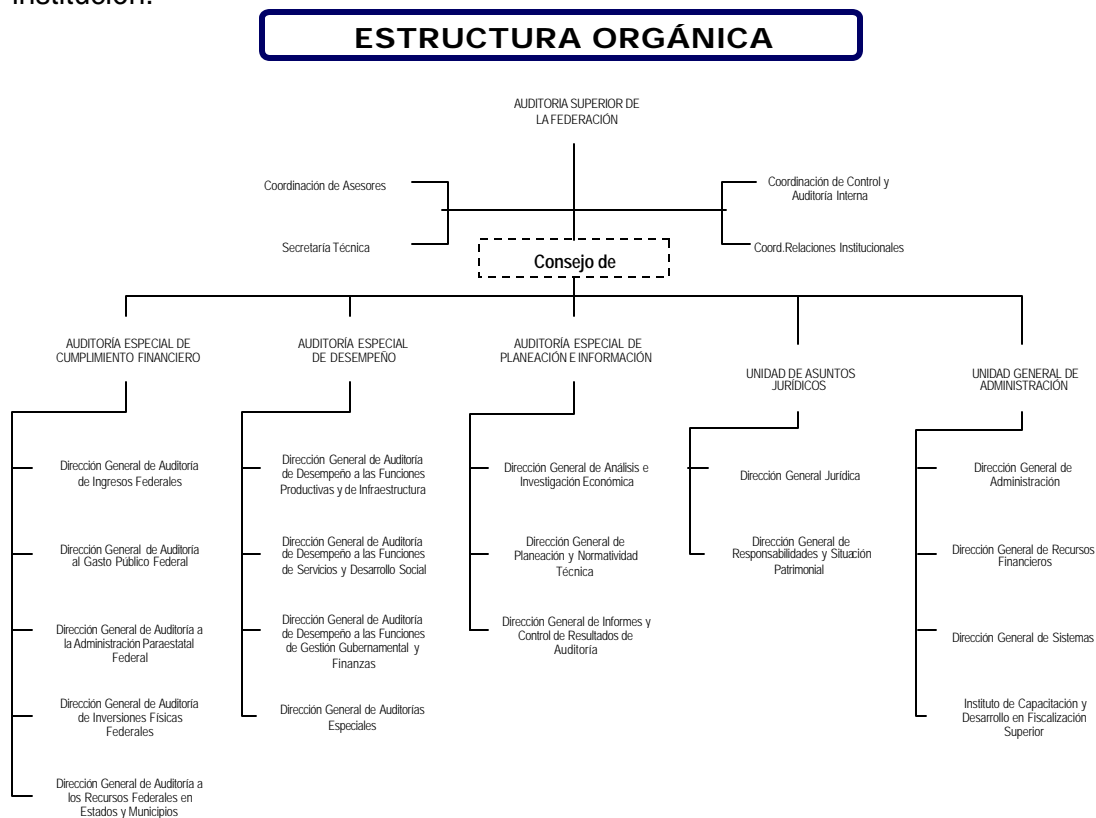 institución.
ESTRUCTURA ORGÁNICA
AUDITORIA SUPERIOR DE
LA FEDERACIÓN
Coordinación de Asesores
Coordinación de Control y
Auditoría Interna
Secretaría Técnica
Coord.Relaciones Institucionales
Consejo de
AUDITORÍA ESPECIAL DE
CUMPLIMIENTO FINANCIERO
AUDITORÍA ESPECIAL
DE DESEMPEÑO
AUDITORÍA ESPECIAL DE
PLANEACIÓN E INFORMACIÓN
UNIDAD DE ASUNTOS
JURÍDICOS
UNIDAD GENERAL DE
ADMINISTRACIÓN
Dirección General de Auditoría
de Ingresos Federales
Dirección General de Auditoría
al Gasto Público Federal
Dirección General de Auditoría a
la Administración Paraestatal
Federal
Dirección General de Auditoría
de Inversiones Físicas
Federales
Dirección General de Auditoría a
los Recursos Federales en
Estados y Municipios
Dirección General de Auditoría
de Desempeño a las Funciones
Productivas y de Infraestructura
Dirección General de Auditoría
de Desempeño a las Funciones
de Servicios y Desarrollo Social
Dirección General de Auditoría
de Desempeño a las Funciones
de Gestión Gubernamental y
Finanzas
Dirección General de Auditorías
Especiales
Dirección General de Análisis e
Investigación Económica
Dirección General de
Planeación y Normatividad
Técnica
Dirección General de Informes y
Control de Resultados de
Auditoría
Dirección General Jurídica
Dirección General de
Responsabilidades y Situación
Patrimonial
Dirección General de
Administración
Dirección General de Recursos
Financieros
Dirección General de Sistemas
Instituto de Capacitación y
Desarrollo en Fiscalización
Superior